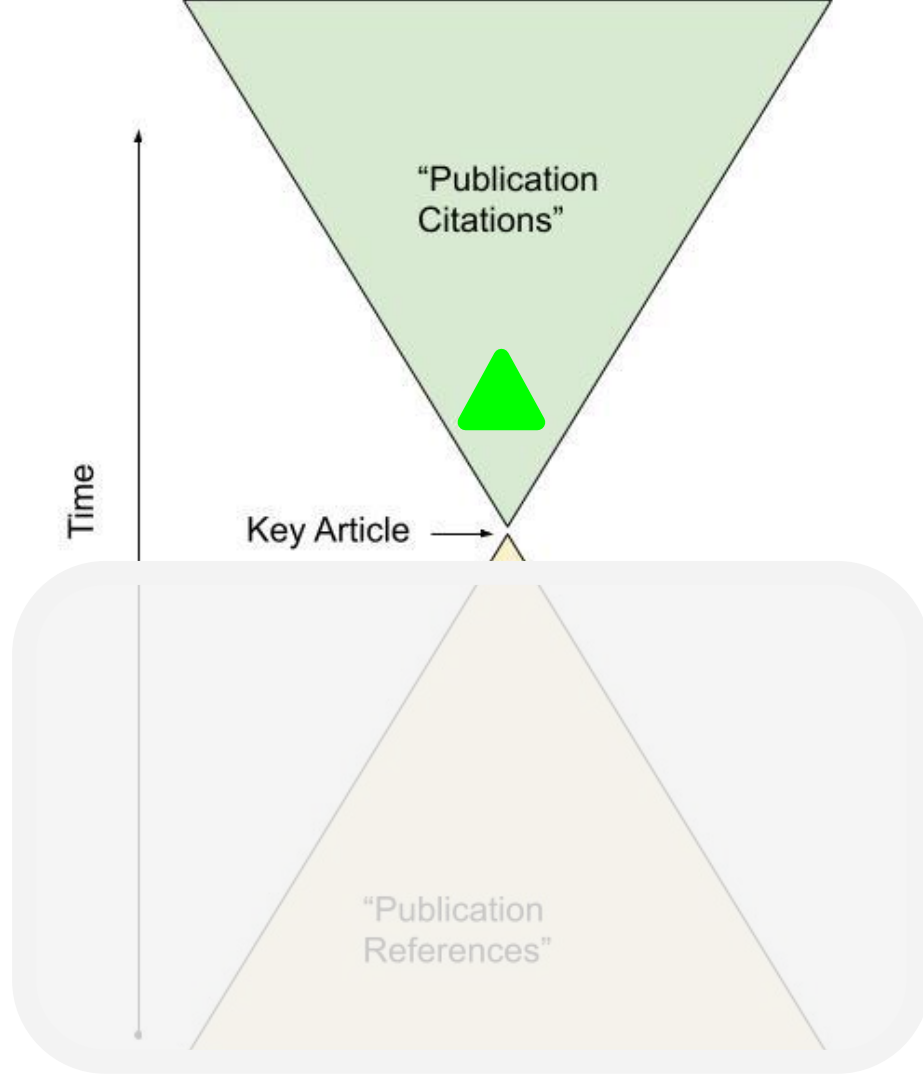 “Publication
Citations”
Time
Key Article
“Publication
References”